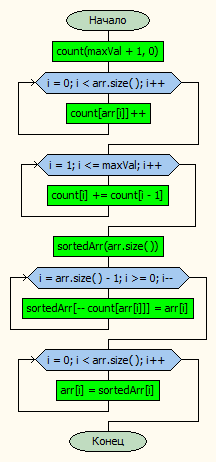 Начало
count(maxVal + 1, 0)
i = 0; i < arr.size(); i++
count[arr[i]]++
i = 1; i <= maxVal; i++
count[i] += count[i - 1]
sortedArr(arr.size())
i = arr.size() - 1; i >= 0; i--
sortedArr[-- count[arr[i]]] = arr[i]
i = 0; i < arr.size(); i++
arr[i] = sortedArr[i]
Конец